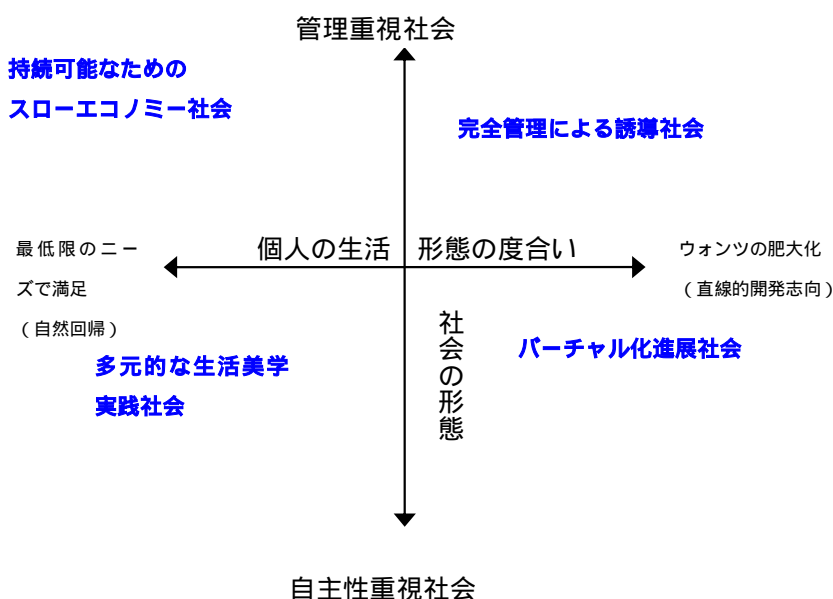 管理重視社会
持続可能なための
スローエコノミー社会
完全管理による誘導社会
最低限のニー
ズで満足
（自然回帰）
個人の生活形態の度合い
ウォンツの肥大化
（直線的開発志向）
社会の形態
多元的な生活美学
実践社会
バーチャル化進展社会
自主性重視社会